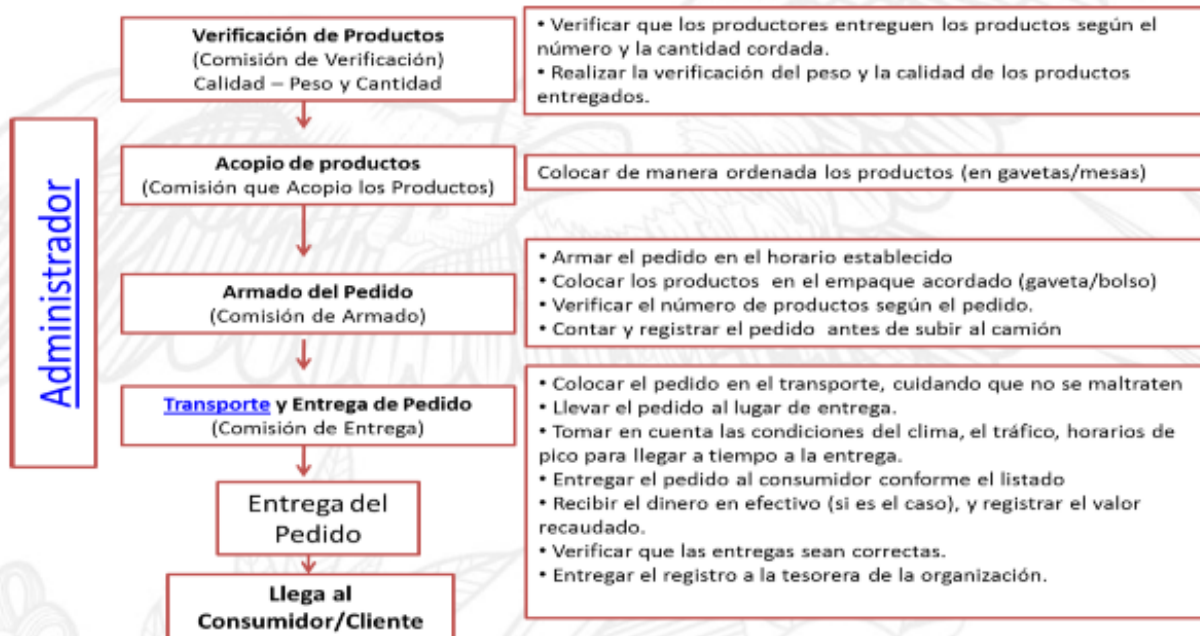 Administrador
Verificación de Productos
(Comisión de Verificación)
Calidad – Peso y Cantidad
• Verificar que los productores entreguen los productos según el
número y la cantidad cordada.
• Realizar la verificación del peso y la calidad de los productos
entregados.
Acopio de productos
(Comisión que Acopio los Productos)
Colocar de manera ordenada los productos (en gavetas/mesas)
Armado del Pedido
(Comisión de Armado)
• Armar el pedido en el horario establecido
• Colocar los productos en el empaque acordado (gaveta/bolso)
• Verificar el número de productos según el pedido.
• Contar y registrar el pedido antes de subir al camión
Transporte y Entrega de Pedido
(Comisión de Entrega)
• Colocar el pedido en el transporte, cuidando que no se maltraten
• Llevar el pedido al lugar de entrega.
• Tomar en cuenta las condiciones del clima, el tráfico, horarios de
pico para llegar a tiempo a la entrega.
• Entregar el pedido al consumidor conforme el listado
• Recibir el dinero en efectivo (si es el caso), y registrar el valor
recaudado.
• Verificar que las entregas sean correctas.
• Entregar el registro a la tesorera de la organización.
Entrega del
Pedido
Llega al
Consumidor/Cliente